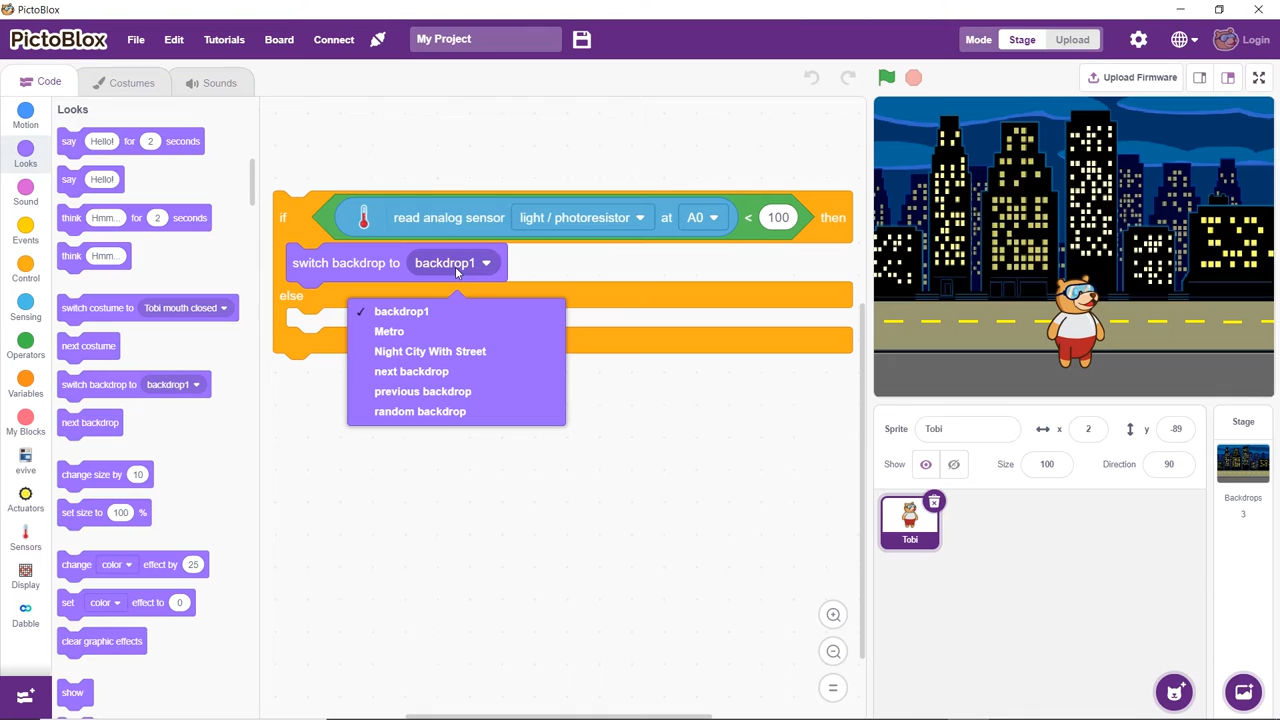 PictoBlox
PictoBlox File Edit Tutorials Board Connect My Project Mode Stage Upload Login
Code Costumes Sounds Upload Firmware
Motion
Looks
Sound
Events
Control
Sensing
Operators
Variables
My Blocks
evive
Actuators
Sensors
Display
Dabble
Looks
say Hello! for 2 seconds
say Hello!
think Hmm... for 2 seconds
think Hmm...
switch costume to Tobi mouth closed
next costume
switch backdrop to backdrop1
next backdrop
change size by 10
set size to 100 %
change color effect by 25
set color effect to 0
clear graphic effects
show
if read analog sensor light / photoresistor at A0 < 100 then
switch backdrop to backdrop1
else
✓ backdrop1
Metro
Night City With Street
next backdrop
previous backdrop
random backdrop
Sprite Tobi x 2 y -89
Show Size 100 Direction 90
Tobi
Stage
Backdrops
3